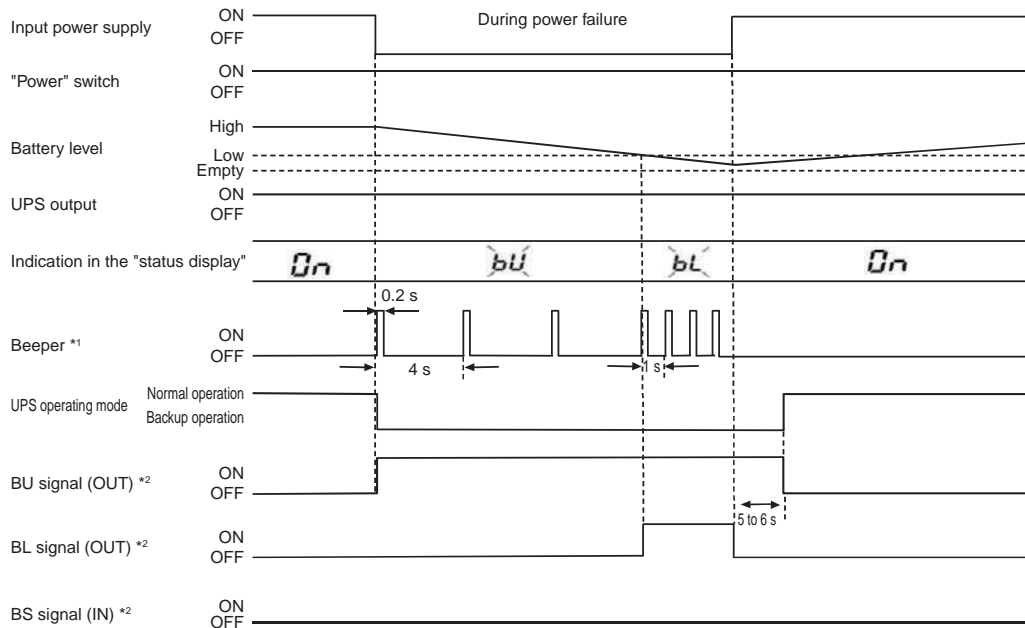 Input power supply ON During power failure
OFF
"Power" switch ON
OFF
Battery level High
Low
Empty
UPS output ON
OFF
Indication in the "status display" On bU bL On
0.2 s
Beeper *1 ON
OFF
4 s 1 s
UPS operating mode Normal operation
Backup operation
BU signal (OUT) *2 ON
OFF
5 to 6 s
BL signal (OUT) *2 ON
OFF
BS signal (IN) *2 ON
OFF